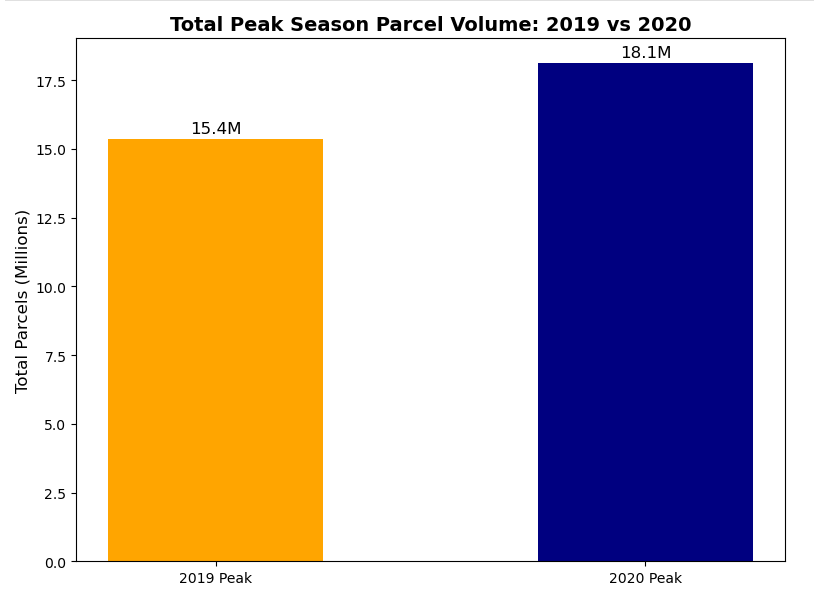 Total Peak Season Parcel Volume: 2019 vs 2020
18.1M
15.4M
Total Parcels (Millions)
17.5
15.0
12.5
10.0
7.5
5.0
2.5
0.0
2019 Peak
2020 Peak